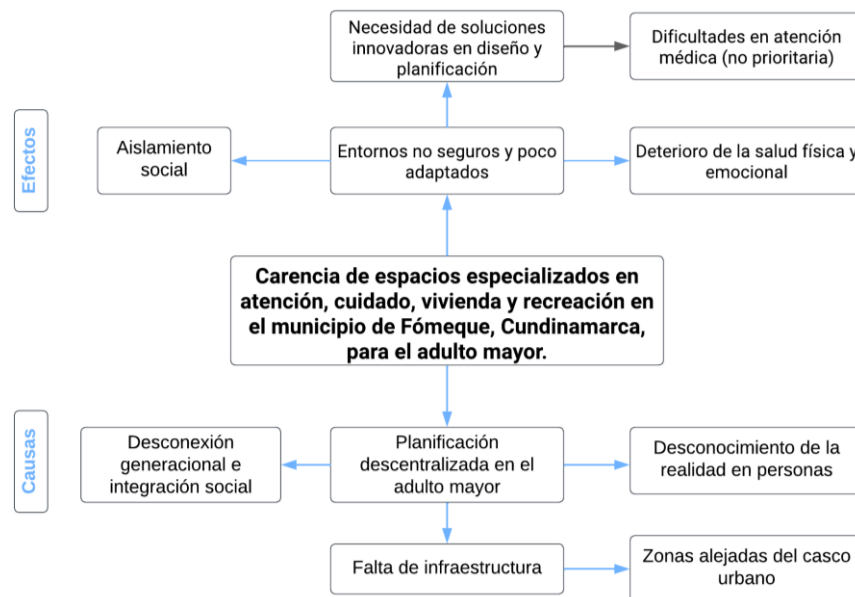 Necesidad de soluciones
innovadoras en diseño y
planificación
Dificultades en atención
médica (no prioritaria)
Efectos
Aislamiento
social
Entornos no seguros y poco
adaptados
Deterioro de la salud física y
emocional
Carencia de espacios especializados en
atención, cuidado, vivienda y recreación en
el municipio de Fómeque, Cundinamarca,
para el adulto mayor.
Causas
Desconexión
generacional e
integración social
Planificación
descentralizada en el
adulto mayor
Desconocimiento de la
realidad en personas
Falta de infraestructura
Zonas alejadas del casco
urbano